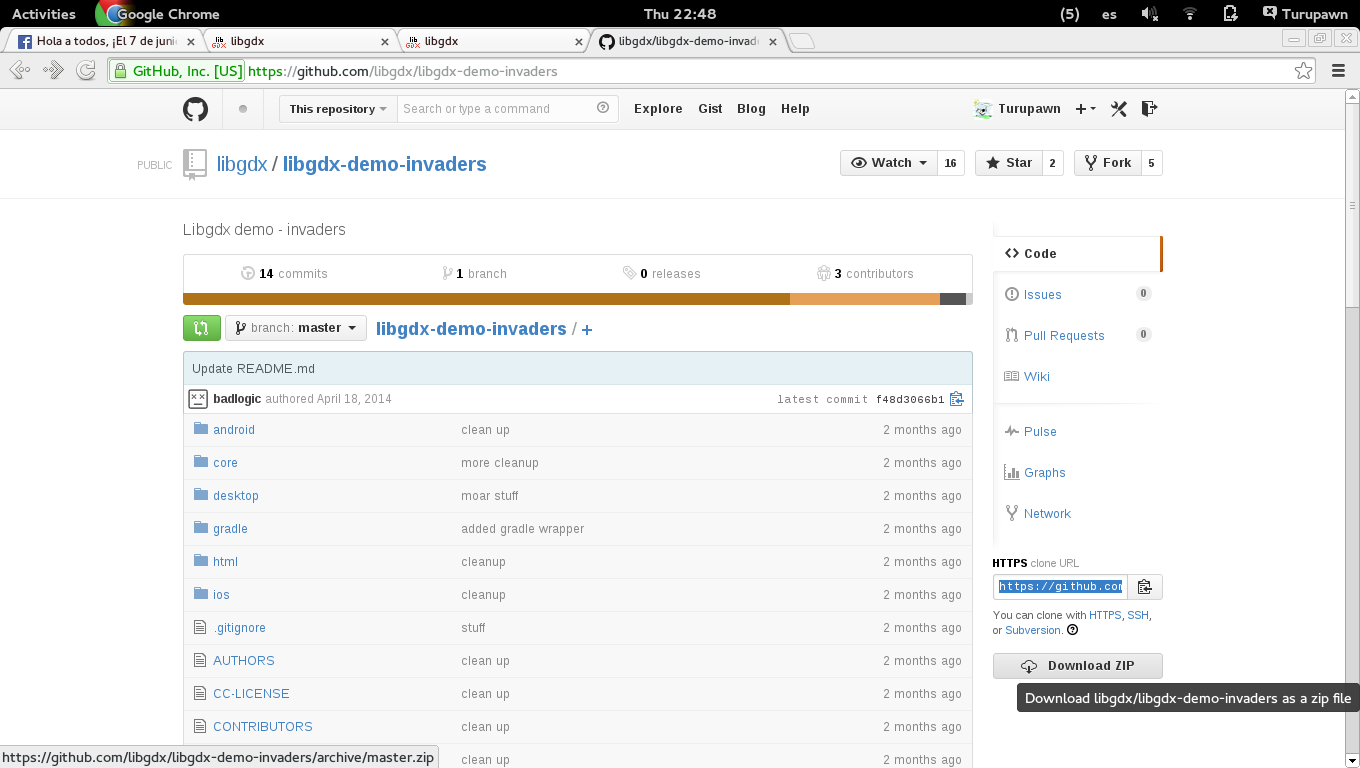 Activities Google Chrome Thu 22:48 (5) es Turupawn
Hola a todos, ¡El 7 de juni libgdx libgdx libgdx/libgdx-demo-invad
GitHub, Inc. [US] https://github.com/libgdx/libgdx-demo-invaders
This repository Search or type a command Explore Gist Blog Help Turupawn
PUBLIC libgdx / libgdx-demo-invaders Watch 16 Star 2 Fork 5
Libgdx demo - invaders
14 commits 1 branch 0 releases 3 contributors
branch: master libgdx-demo-invaders / +
Update README.md
badlogic authored April 18, 2014 latest commit f48d3066b1
android clean up 2 months ago
core more cleanup 2 months ago
desktop moar stuff 2 months ago
gradle added gradle wrapper 2 months ago
html cleanup 2 months ago
ios cleanup 2 months ago
.gitignore stuff 2 months ago
AUTHORS clean up 2 months ago
CC-LICENSE clean up 2 months ago
CONTRIBUTORS clean up 2 months ago
clean up 2 months ago
Code
Issues 0
Pull Requests 0
Wiki
Pulse
Graphs
Network
HTTPS clone URL
https://github.com
You can clone with HTTPS, SSH,
or Subversion.
Download ZIP
Download libgdx/libgdx-demo-invaders as a zip file
https://github.com/libgdx/libgdx-demo-invaders/archive/master.zip